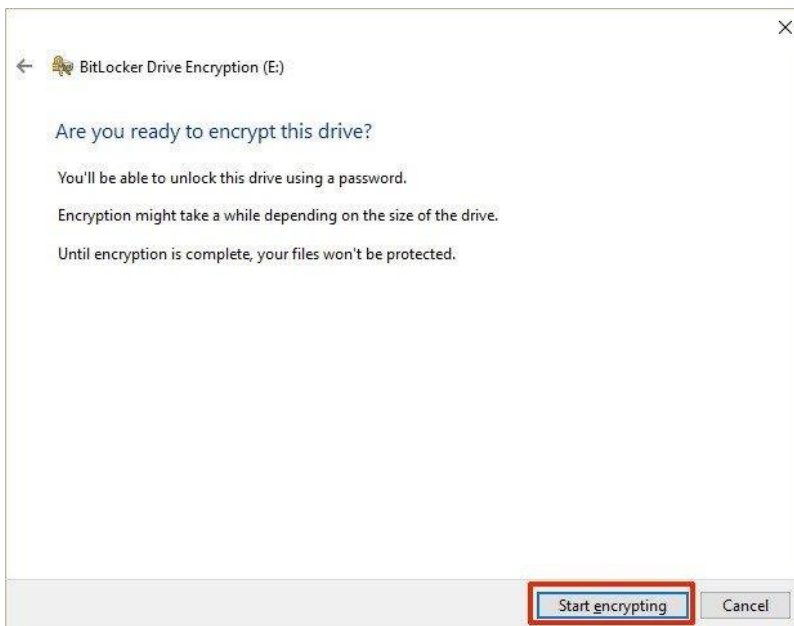 BitLocker Drive Encryption (E:)
Are you ready to encrypt this drive?
You'll be able to unlock this drive using a password.
Encryption might take a while depending on the size of the drive.
Until encryption is complete, your files won't be protected.
Start encrypting Cancel